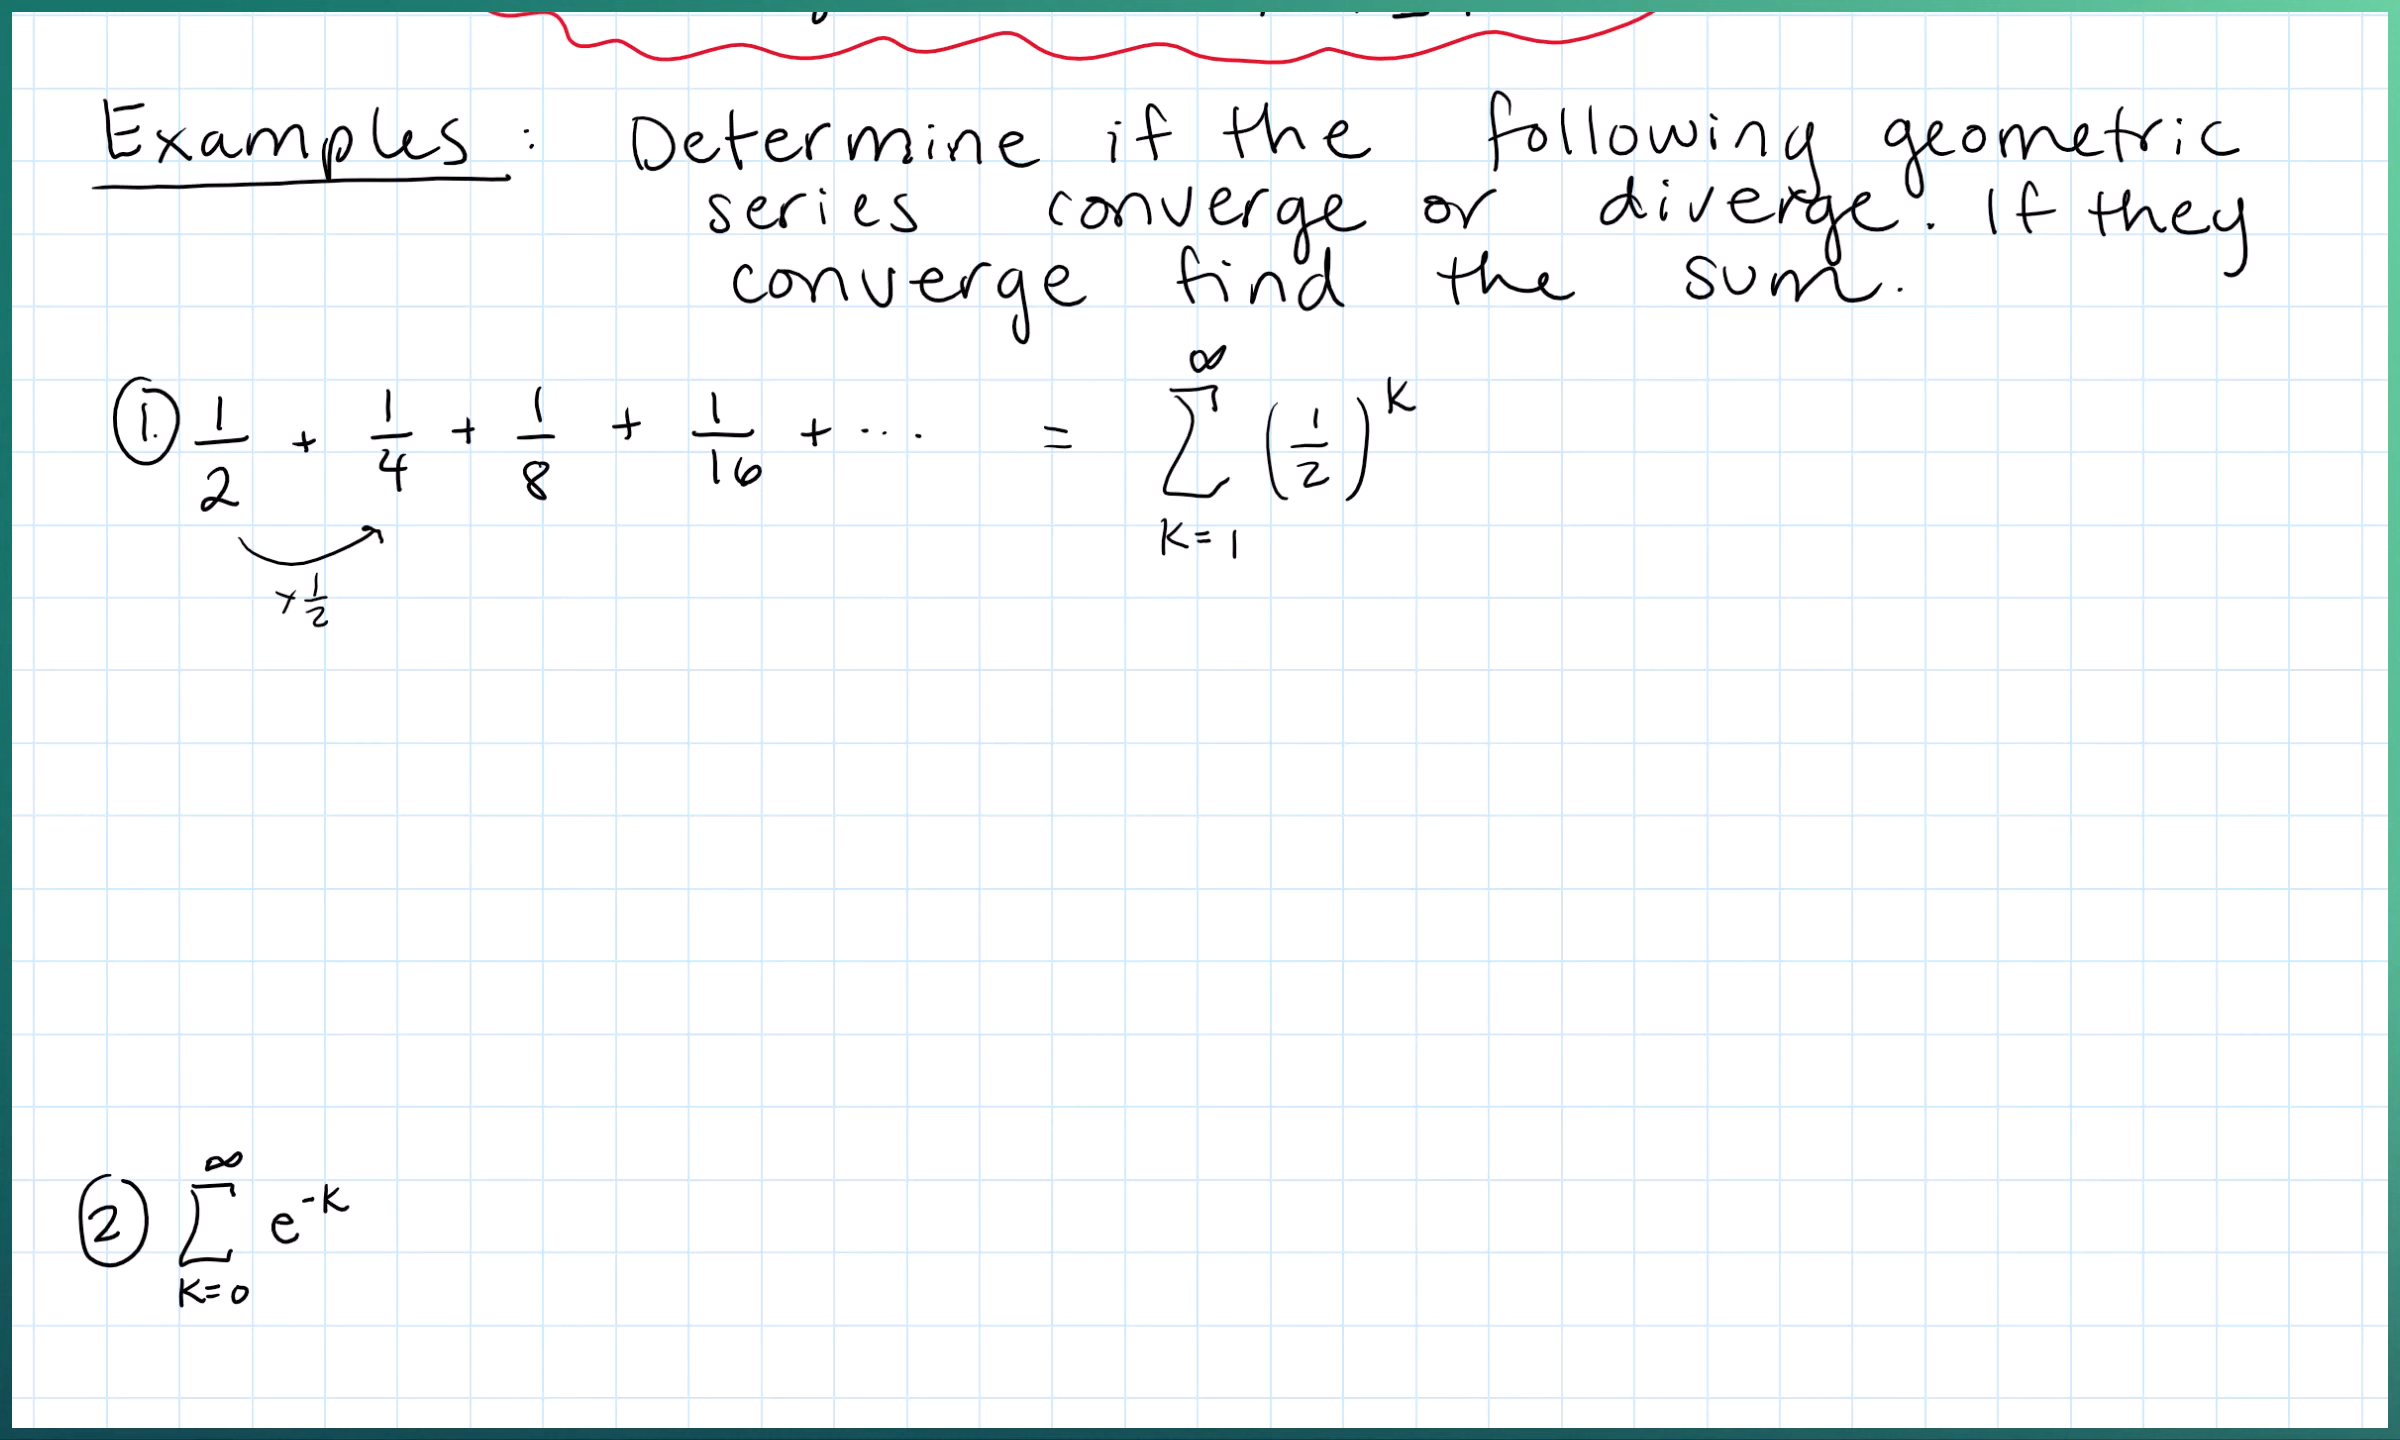 Examples: Determine if the following geometric
series converge or diverge. If they
converge find the sum.
① 1/2 + 1/4 + 1/8 + 1/16 + ... = ∞ Σ K=1 (1/2)^K
×1/2
② ∞ Σ K=0 e^-K